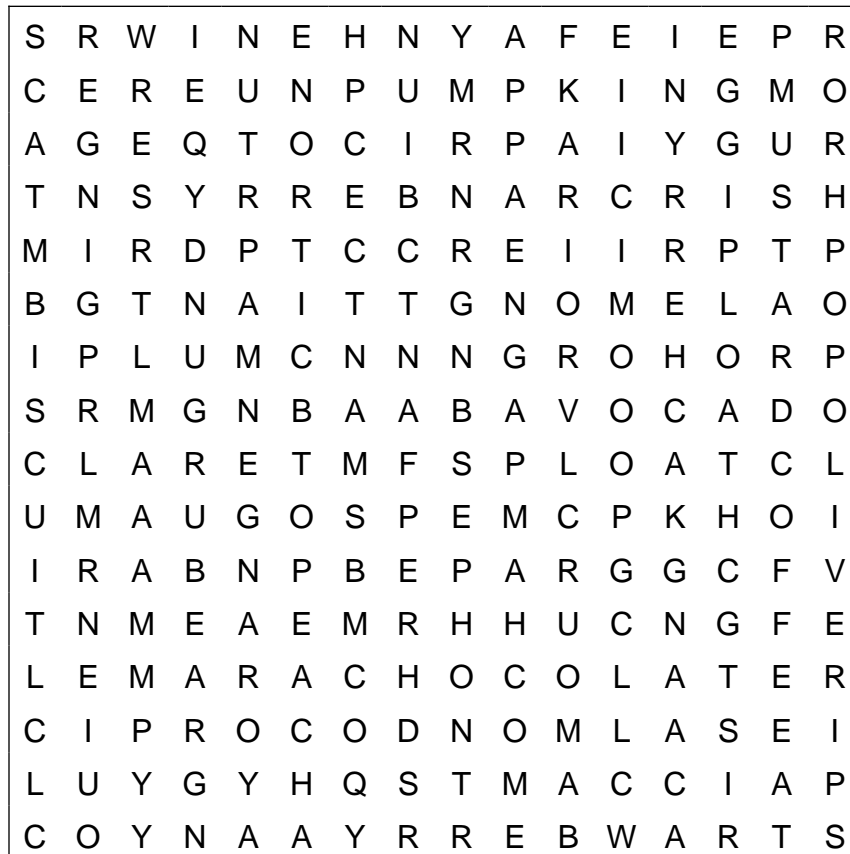 S R W I N E H N Y A F E I E P R
C E R E U N P U M P K I N G M O
A G E Q T O C I R P A I Y G U R
T N S Y R R E B N A R C R I S H
M I R D P T C C R E I I R P T P
B G T N A I T T G N O M E L A O
I P L U M C N N N G R O H O R P
S R M G N B A A B A V O C A D O
C L A R E T M F S P L O A T C L
U M A U G O S P E M C P K H O I
I R A B N P B E P A R G G C F V
T N M E A E M R H H U C N G F E
L E M A R A C H O C O L A T E R
C I P R O C O D N O M L A S E I
L U Y G Y H Q S T M A C C I A P
C O Y N A A Y R R E B W A R T S